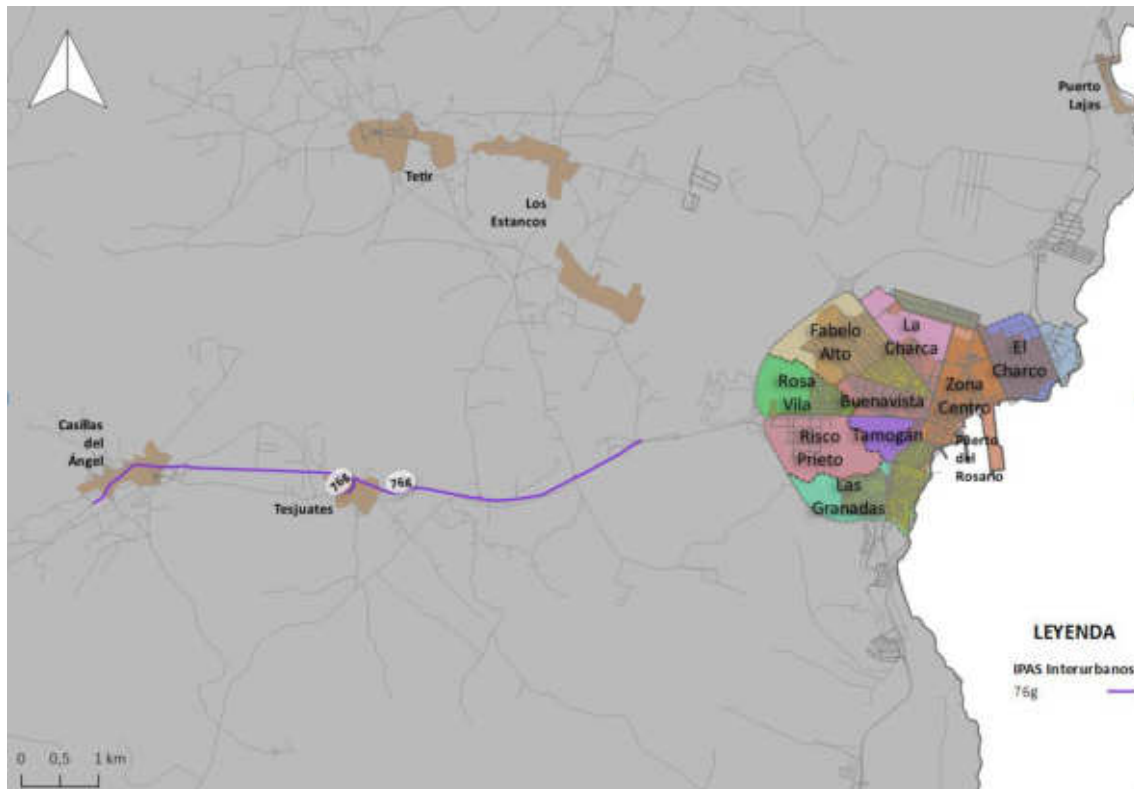 Puerto
Lajas
Tetir
Los
Estancos
Fabelo
Alto
La
Charca
El
Charco
Rosa
Vila
Buenavista
Zona
Centro
Casillas
del
Ángel
Risco
Prieto
Tamogán
Puerto
del
Rosario
76g
76g
Tesjuates
Las
Granadas
LEYENDA
IPAS Interurbanos
76g
0 0,5 1 km